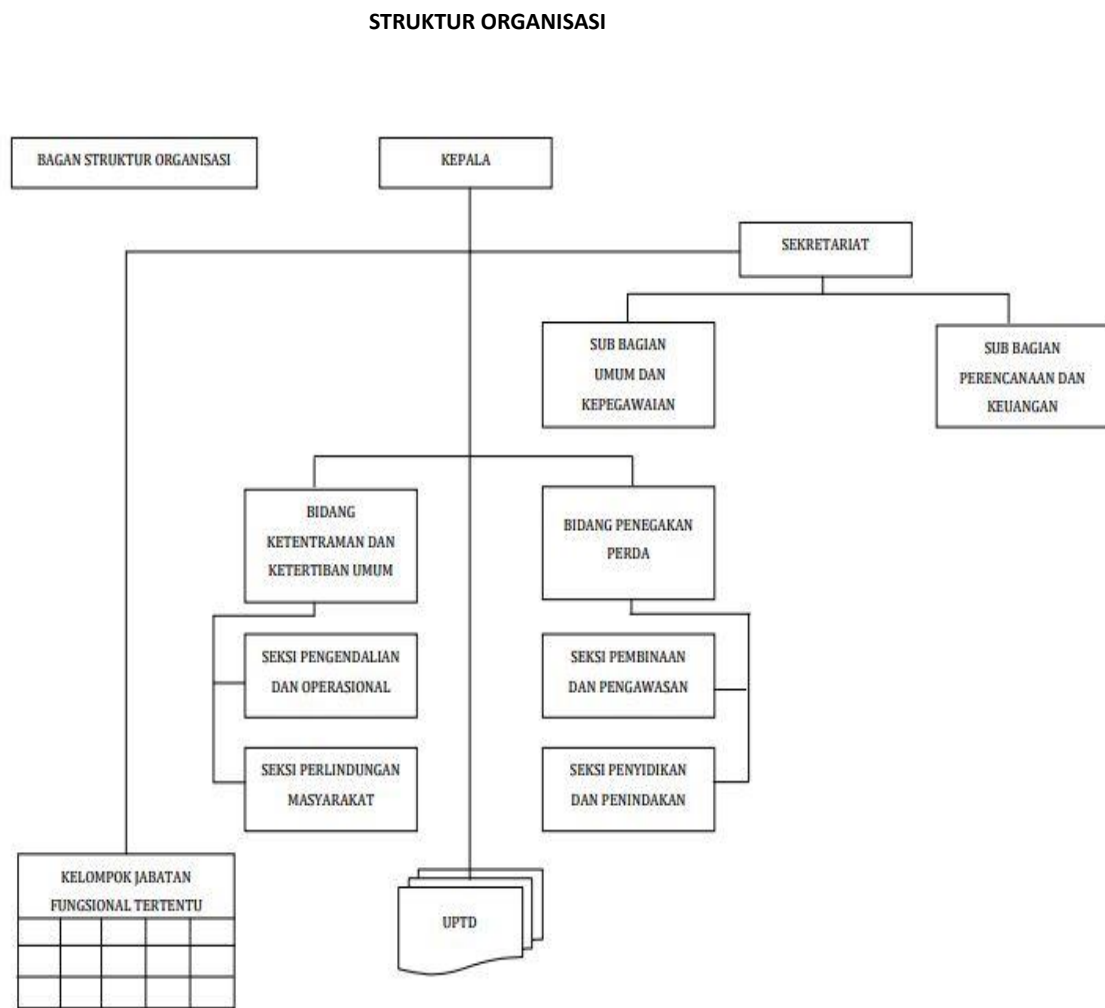 STRUKTUR ORGANISASI
BAGAN STRUKTUR ORGANISASI
KEPALA
SEKRETARIAT
SUB BAGIAN
UMUM DAN
KEPEGAWAIAN
SUB BAGIAN
PERENCANAAN DAN
KEUANGAN
BIDANG
KETENTRAMAN DAN
KETERTIBAN UMUM
BIDANG PENEGAKAN
PERDA
SEKSI PENGENDALIAN
DAN OPERASIONAL
SEKSI PEMBINAAN
DAN PENGAWASAN
SEKSI PERLINDUNGAN
MASYARAKAT
SEKSI PENYIDIKAN
DAN PENINDAKAN
KELOMPOK JABATAN
FUNGSIONAL TERTENTU
UPTD